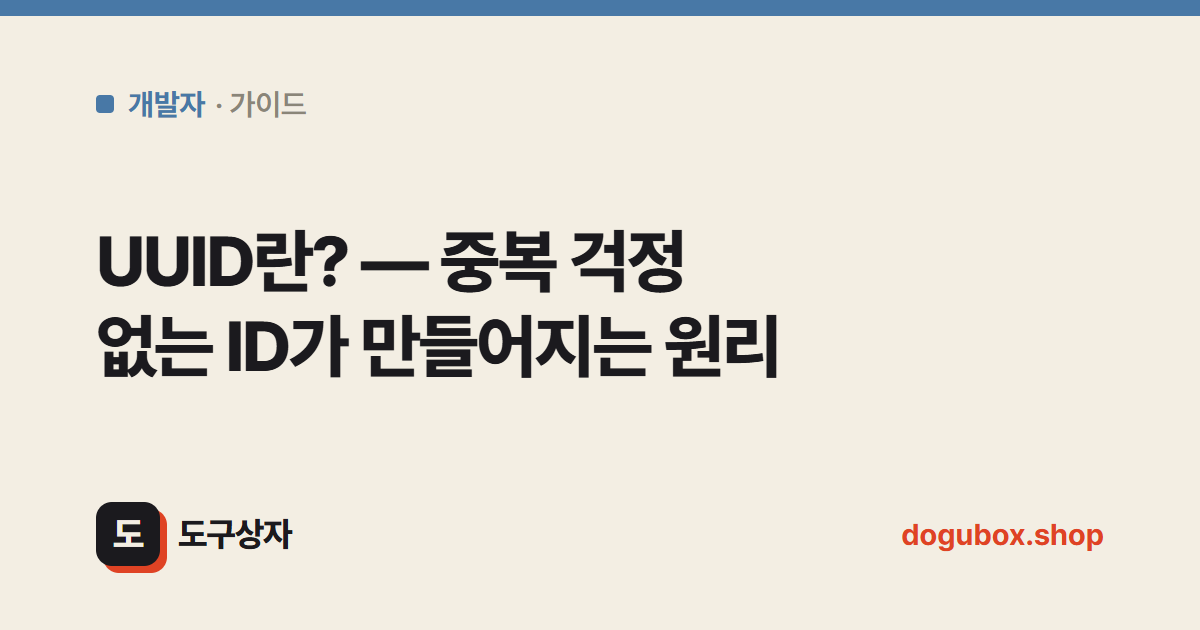 개발자 · 가이드
UUID란? — 중복 걱정
없는 ID가 만들어지는 원리
도 도구상자
dogubox.shop